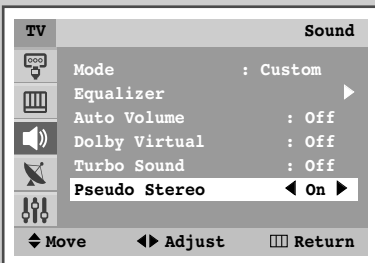 TV Sound
Mode : Custom
Equalizer
Auto Volume : Off
Dolby Virtual : Off
Turbo Sound : Off
Pseudo Stereo ◀ On ▶
Move Adjust Return